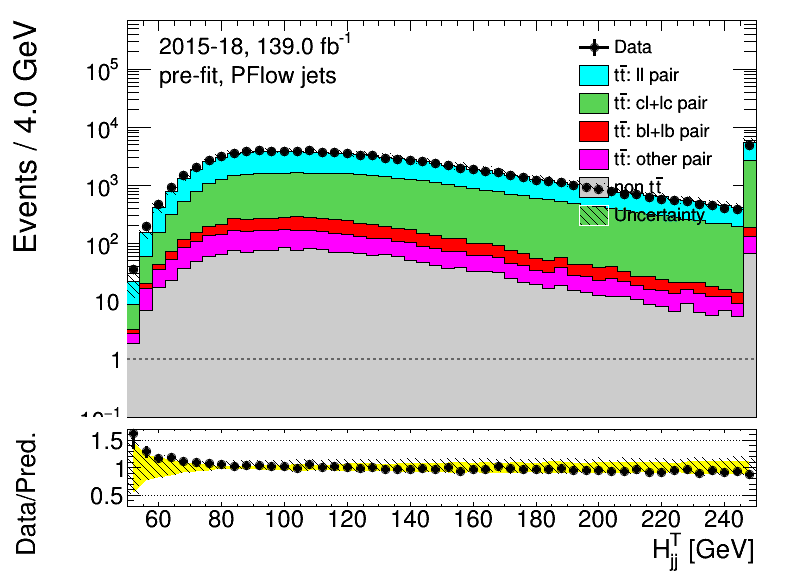 Events / 4.0 GeV
2015-18, 139.0 fb⁻¹
pre-fit, PFlow jets
Data
tt̄: ll pair
tt̄: cl+lc pair
tt̄: bl+lb pair
tt̄: other pair
non tt̄
Uncertainty
10⁵
10⁴
10³
10²
10
1
10⁻¹
Data/Pred.
1.5
1
0.5
60 80 100 120 140 160 180 200 220 240
H_jj^T [GeV]